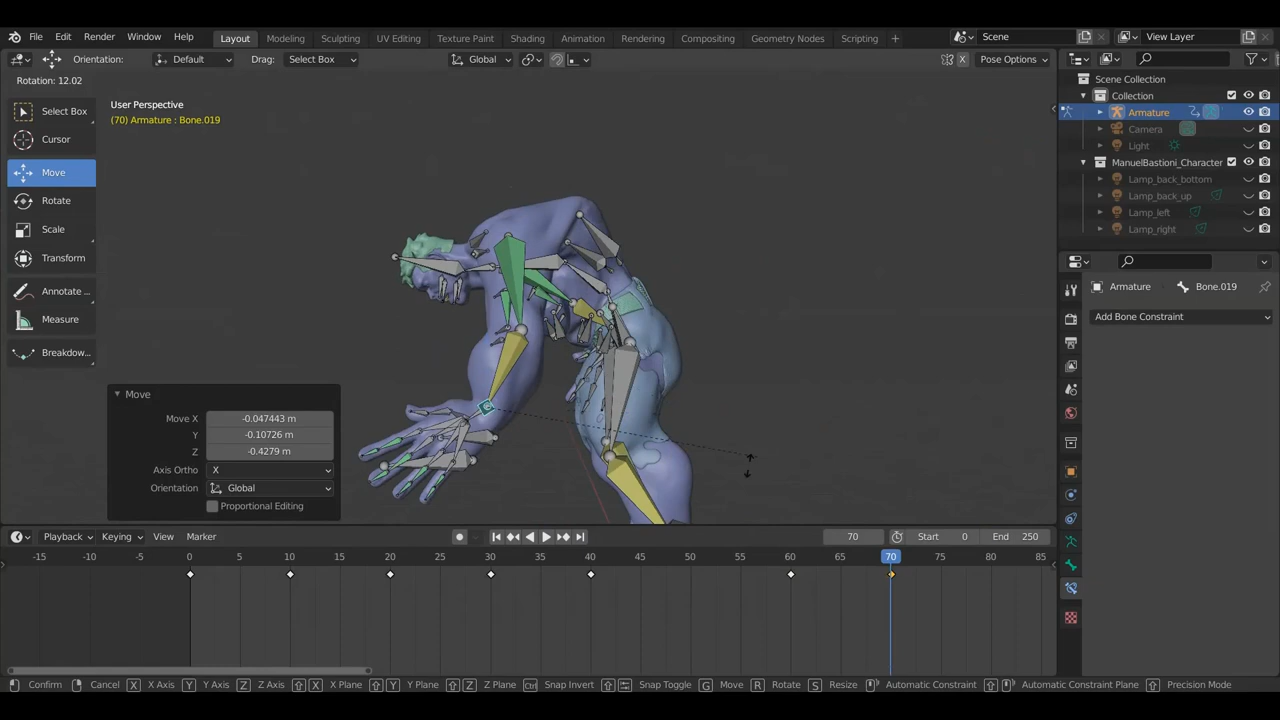 File Edit Render Window Help Layout Modeling Sculpting UV Editing Texture Paint Shading Animation Rendering Compositing Geometry Nodes Scripting + Scene View Layer
Orientation: Default Drag: Select Box Global X Pose Options
Rotation: 12.02
Select Box
Cursor
Move
Rotate
Scale
Transform
Annotate ...
Measure
Breakdow...
User Perspective
(70) Armature : Bone.019
Move
Move X -0.047443 m
Y -0.10726 m
Z -0.4279 m
Axis Ortho X
Orientation Global
Proportional Editing
Scene Collection
Collection
Armature
Camera
Light
ManuelBastioni_Character
Lamp_back_bottom
Lamp_back_up
Lamp_left
Lamp_right
Armature Bone.019
Add Bone Constraint
Playback Keying View Marker 70 Start 0 End 250
-15 -10 -5 0 5 10 15 20 25 30 35 40 45 50 55 60 65 70 75 80 85
Confirm Cancel X X Axis Y Y Axis Z Z Axis X X Plane Y Y Plane Z Z Plane Ctrl Snap Invert Snap Toggle G Move R Rotate S Resize Automatic Constraint Automatic Constraint Plane Precision Mode